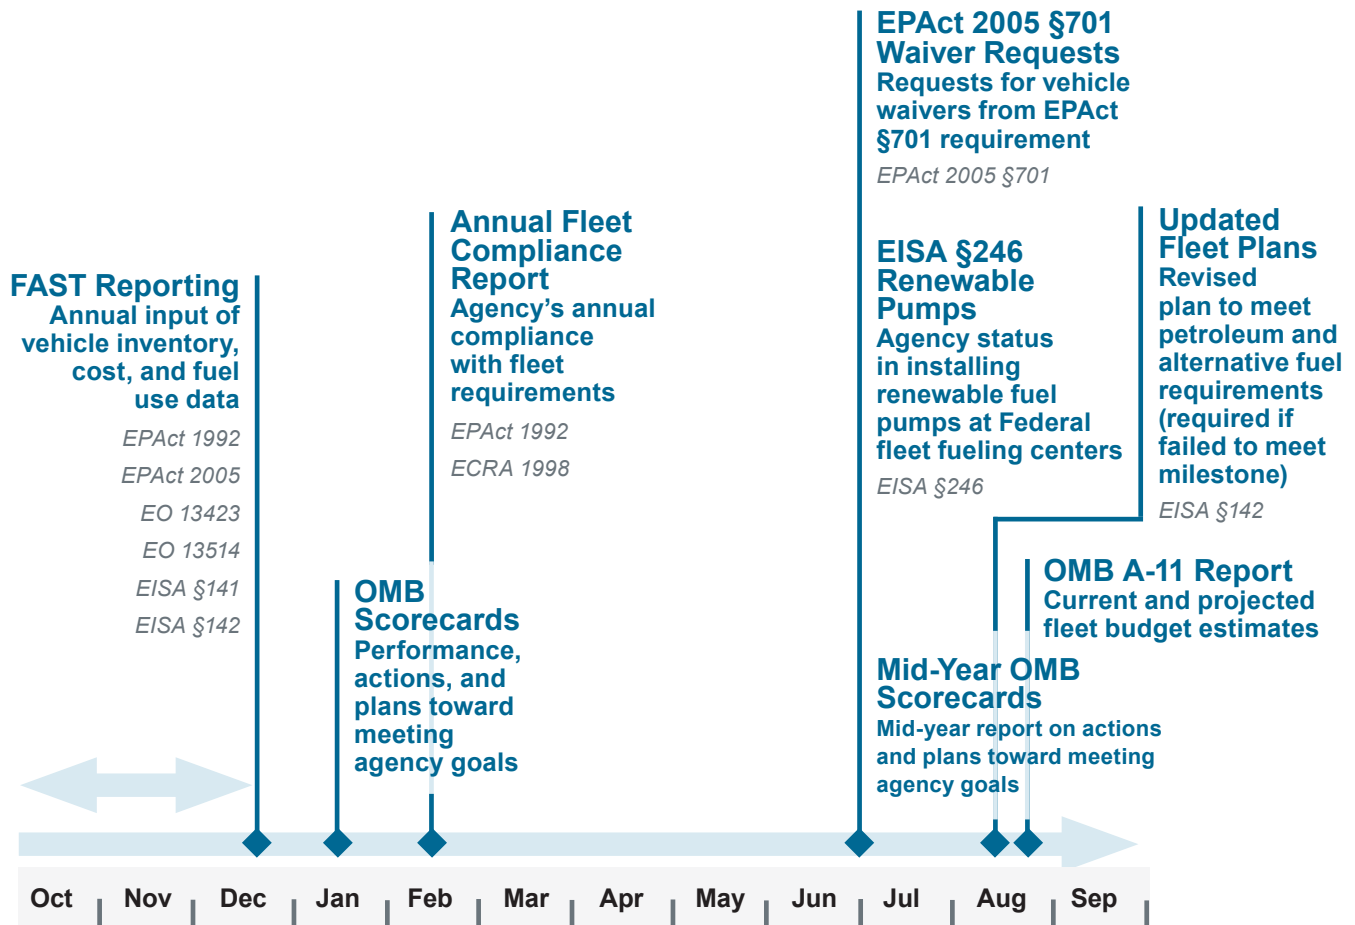 FAST Reporting
Annual input of
vehicle inventory,
cost, and fuel
use data
EPAct 1992
EPAct 2005
EO 13423
EO 13514
EISA §141
EISA §142
OMB
Scorecards
Performance,
actions, and
plans toward
meeting
agency goals
Annual Fleet
Compliance
Report
Agency’s annual
compliance
with fleet
requirements
EPAct 1992
ECRA 1998
EPAct 2005 §701
Waiver Requests
Requests for vehicle
waivers from EPAct
§701 requirement
EPAct 2005 §701
EISA §246
Renewable
Pumps
Agency status
in installing
renewable fuel
pumps at Federal
fleet fueling centers
EISA §246
Mid-Year OMB
Scorecards
Mid-year report on actions
and plans toward meeting
agency goals
Updated
Fleet Plans
Revised
plan to meet
petroleum and
alternative fuel
requirements
(required if
failed to meet
milestone)
EISA §142
OMB A-11 Report
Current and projected
fleet budget estimates
Oct Nov Dec Jan Feb Mar Apr May Jun Jul Aug Sep